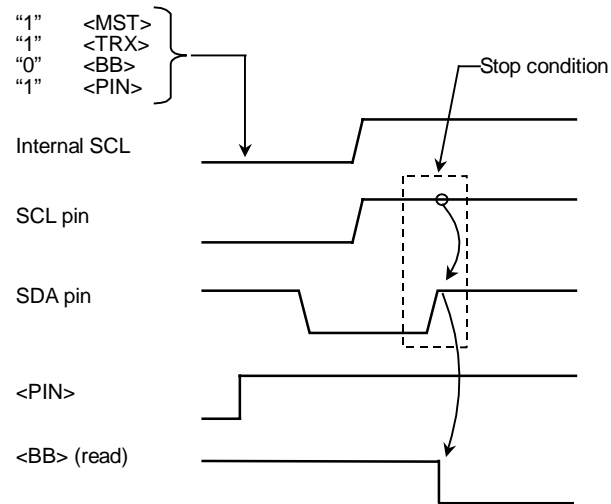 “1” <MST>
“1” <TRX>
“0” <BB>
“1” <PIN>
Stop condition
Internal SCL
SCL pin
SDA pin
<PIN>
<BB> (read)